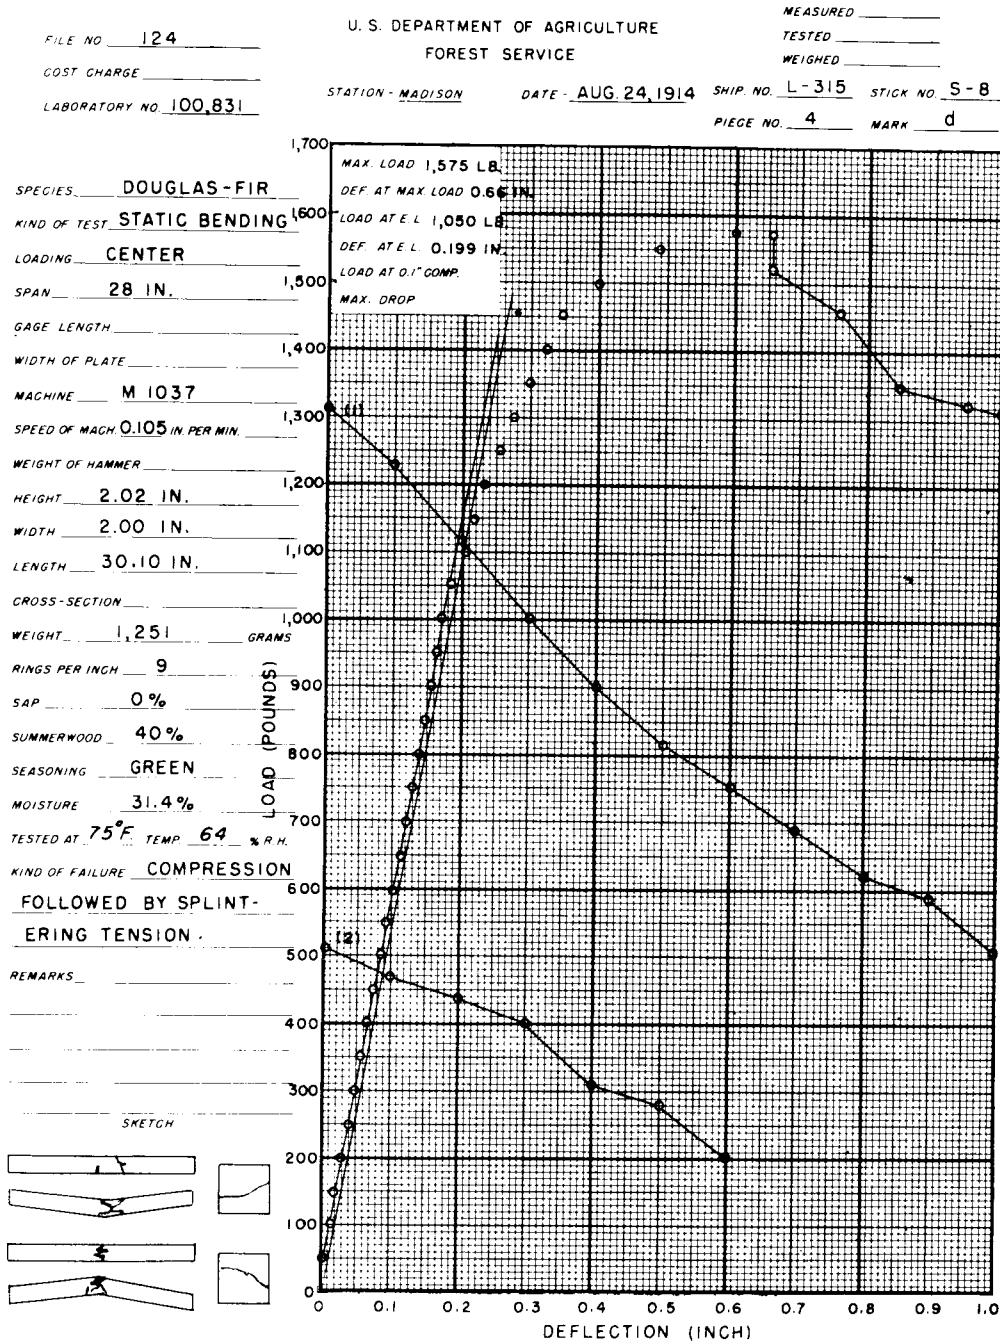 U. S. DEPARTMENT OF AGRICULTURE
FOREST SERVICE
FILE NO 124
COST CHARGE
LABORATORY NO. 100,831
MEASURED
TESTED
WEIGHED
STATION - MADISON DATE - AUG. 24, 1914 SHIP. NO. L-315 STICK NO. S-8
PIECE NO. 4 MARK d
SPECIES DOUGLAS-FIR
KIND OF TEST STATIC BENDING
LOADING CENTER
SPAN 28 IN.
GAGE LENGTH
WIDTH OF PLATE
MACHINE M 1037
SPEED OF MACH. 0.105 IN. PER MIN.
WEIGHT OF HAMMER
HEIGHT 2.02 IN.
WIDTH 2.00 IN.
LENGTH 30.10 IN.
CROSS-SECTION
WEIGHT 1,251 GRAMS
RINGS PER INCH 9
SAP 0%
SUMMERWOOD 40%
SEASONING GREEN
MOISTURE 31.4%
TESTED AT 75°F. TEMP 64 % R.H.
KIND OF FAILURE COMPRESSION
FOLLOWED BY SPLINT-
ERING TENSION.
REMARKS
SKETCH
MAX. LOAD 1,575 LB.
DEF. AT MAX. LOAD 0.66 IN.
LOAD AT E.L. 1,050 LB.
DEF. AT E.L. 0.199 IN.
LOAD AT 0.1" COMP.
MAX. DROP
(1)
(2)
LOAD (POUNDS)
1,700
1,600
1,500
1,400
1,300
1,200
1,100
1,000
900
800
700
600
500
400
300
200
100
0
0 0.1 0.2 0.3 0.4 0.5 0.6 0.7 0.8 0.9 1.0
DEFLECTION (INCH)